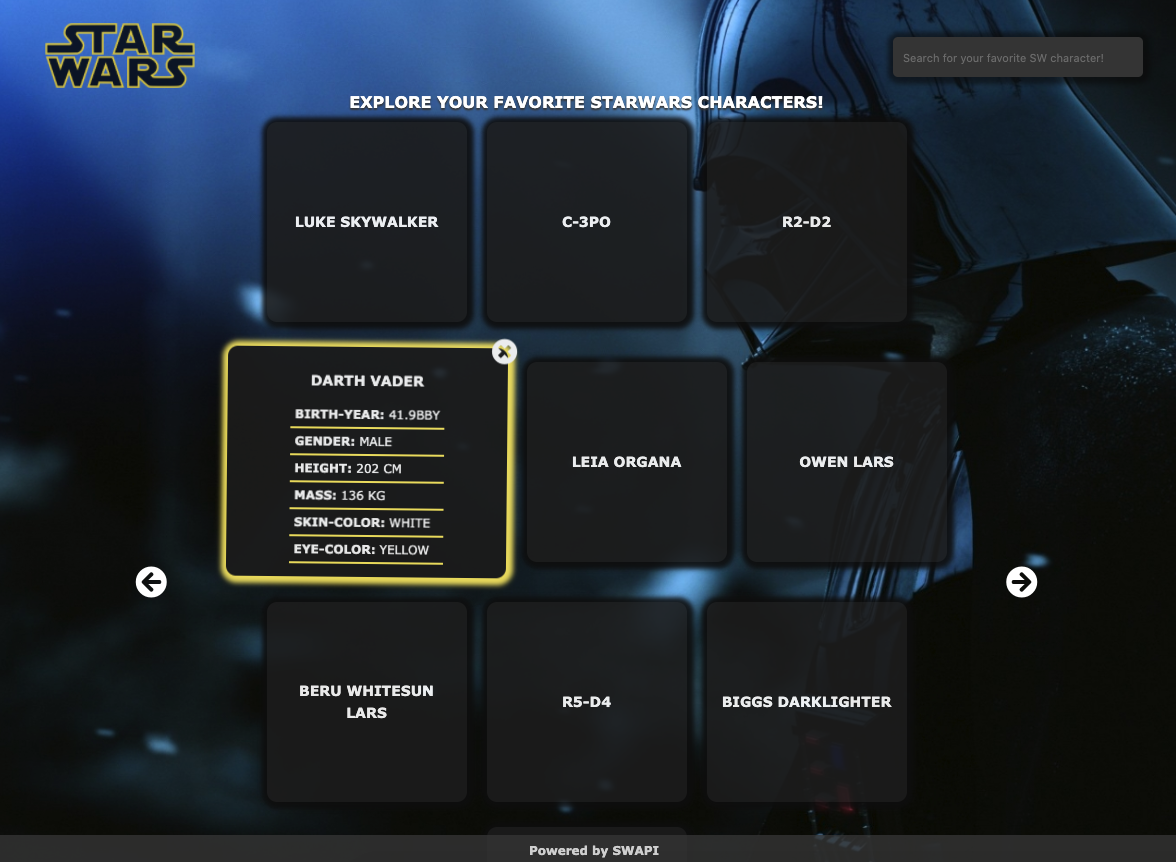 STAR
WARS
Search for your favorite SW character!
EXPLORE YOUR FAVORITE STARWARS CHARACTERS!
LUKE SKYWALKER
C-3PO
R2-D2
DARTH VADER
BIRTH-YEAR: 41.9BBY
GENDER: MALE
HEIGHT: 202 CM
MASS: 136 KG
SKIN-COLOR: WHITE
EYE-COLOR: YELLOW
LEIA ORGANA
OWEN LARS
BERU WHITESUN
LARS
R5-D4
BIGGS DARKLIGHTER
Powered by SWAPI